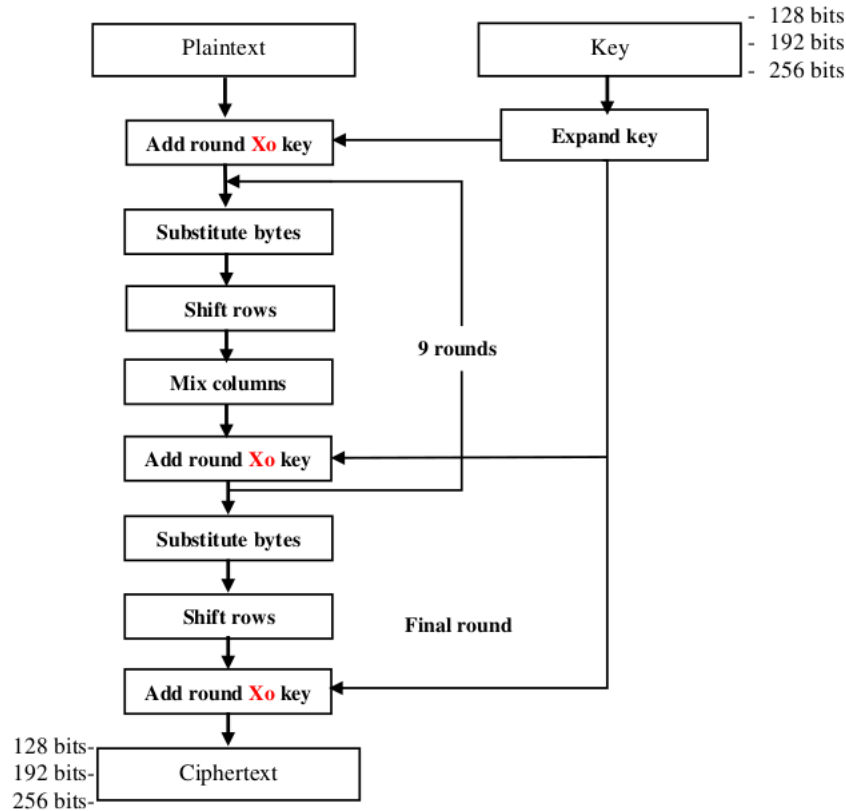 - 128 bits
Plaintext
Key
- 192 bits
- 256 bits
Add round Xo key
Expand key
Substitute bytes
Shift rows
9 rounds
Mix columns
Add round Xo key
Substitute bytes
Shift rows
Final round
Add round Xo key
128 bits-
192 bits-
Ciphertext
256 bits-